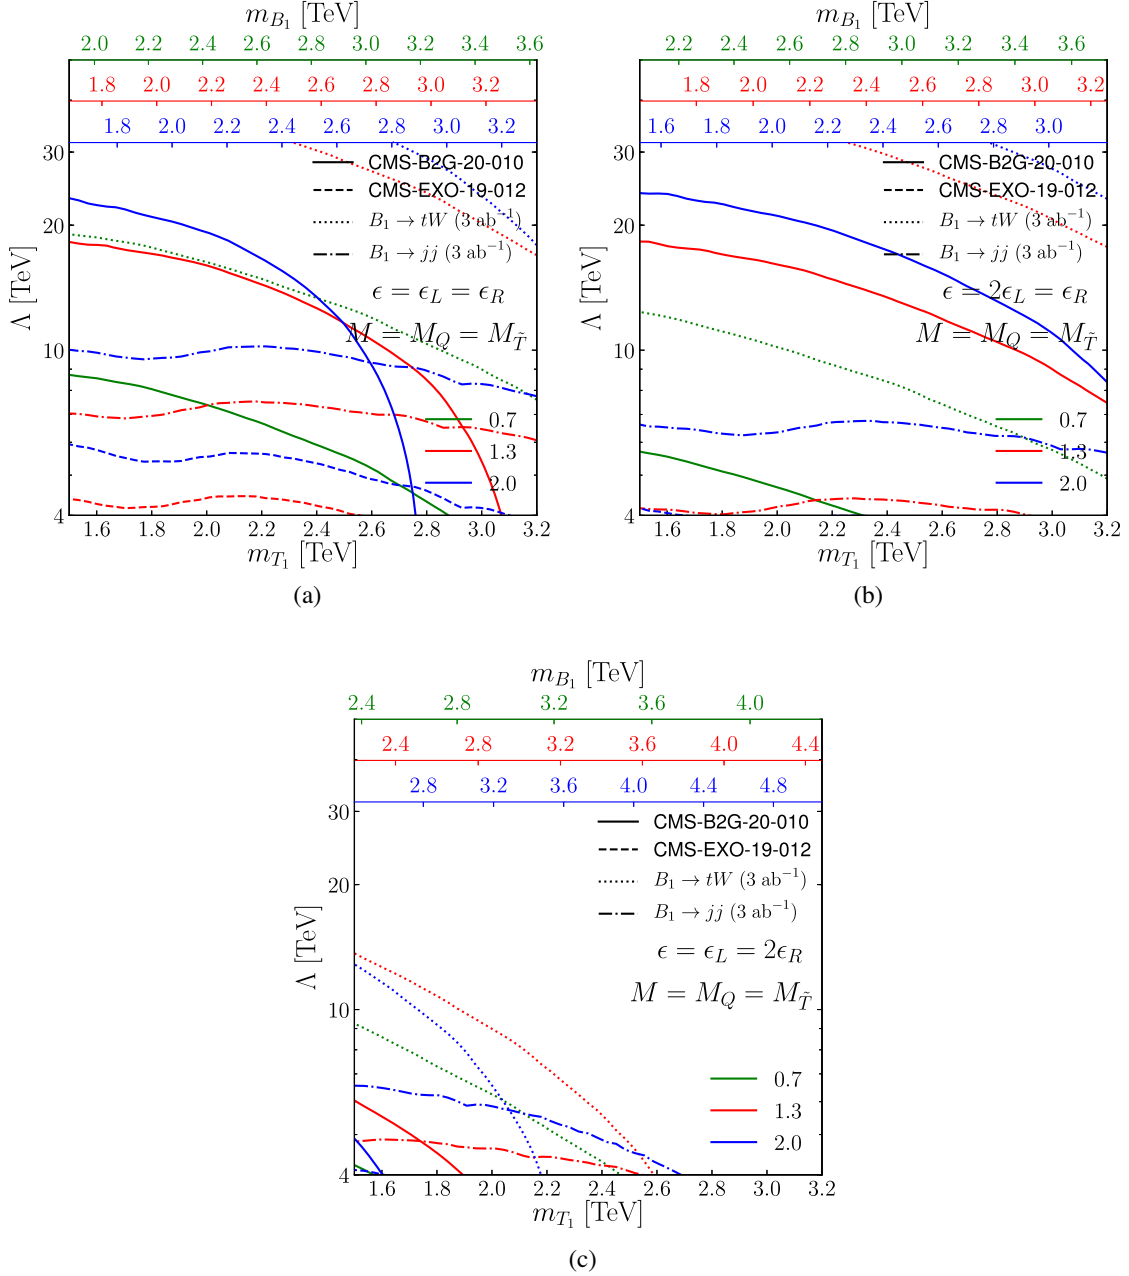 m_{B_1} [TeV]
2.0 2.2 2.4 2.6 2.8 3.0 3.2 3.4 3.6
1.8 2.0 2.2 2.4 2.6 2.8 3.0 3.2
1.8 2.0 2.2 2.4 2.6 2.8 3.0 3.2
30
20
10
4
Λ [TeV]
CMS-B2G-20-010
CMS-EXO-19-012
B_1 → tW (3 ab^{-1})
B_1 → jj (3 ab^{-1})
ϵ = ϵ_L = ϵ_R
M = M_Q = M_{T̃}
0.7
1.3
2.0
1.6 1.8 2.0 2.2 2.4 2.6 2.8 3.0 3.2
m_{T_1} [TeV]
(a)
m_{B_1} [TeV]
2.2 2.4 2.6 2.8 3.0 3.2 3.4 3.6
1.8 2.0 2.2 2.4 2.6 2.8 3.0 3.2
1.6 1.8 2.0 2.2 2.4 2.6 2.8 3.0
30
20
10
4
Λ [TeV]
CMS-B2G-20-010
CMS-EXO-19-012
B_1 → tW (3 ab^{-1})
B_1 → jj (3 ab^{-1})
ϵ = 2ϵ_L = ϵ_R
M = M_Q = M_{T̃}
0.7
1.3
2.0
1.6 1.8 2.0 2.2 2.4 2.6 2.8 3.0 3.2
m_{T_1} [TeV]
(b)
m_{B_1} [TeV]
2.4 2.8 3.2 3.6 4.0
2.4 2.8 3.2 3.6 4.0 4.4
2.8 3.2 3.6 4.0 4.4 4.8
30
20
10
4
Λ [TeV]
CMS-B2G-20-010
CMS-EXO-19-012
B_1 → tW (3 ab^{-1})
B_1 → jj (3 ab^{-1})
ϵ = ϵ_L = 2ϵ_R
M = M_Q = M_{T̃}
0.7
1.3
2.0
1.6 1.8 2.0 2.2 2.4 2.6 2.8 3.0 3.2
m_{T_1} [TeV]
(c)